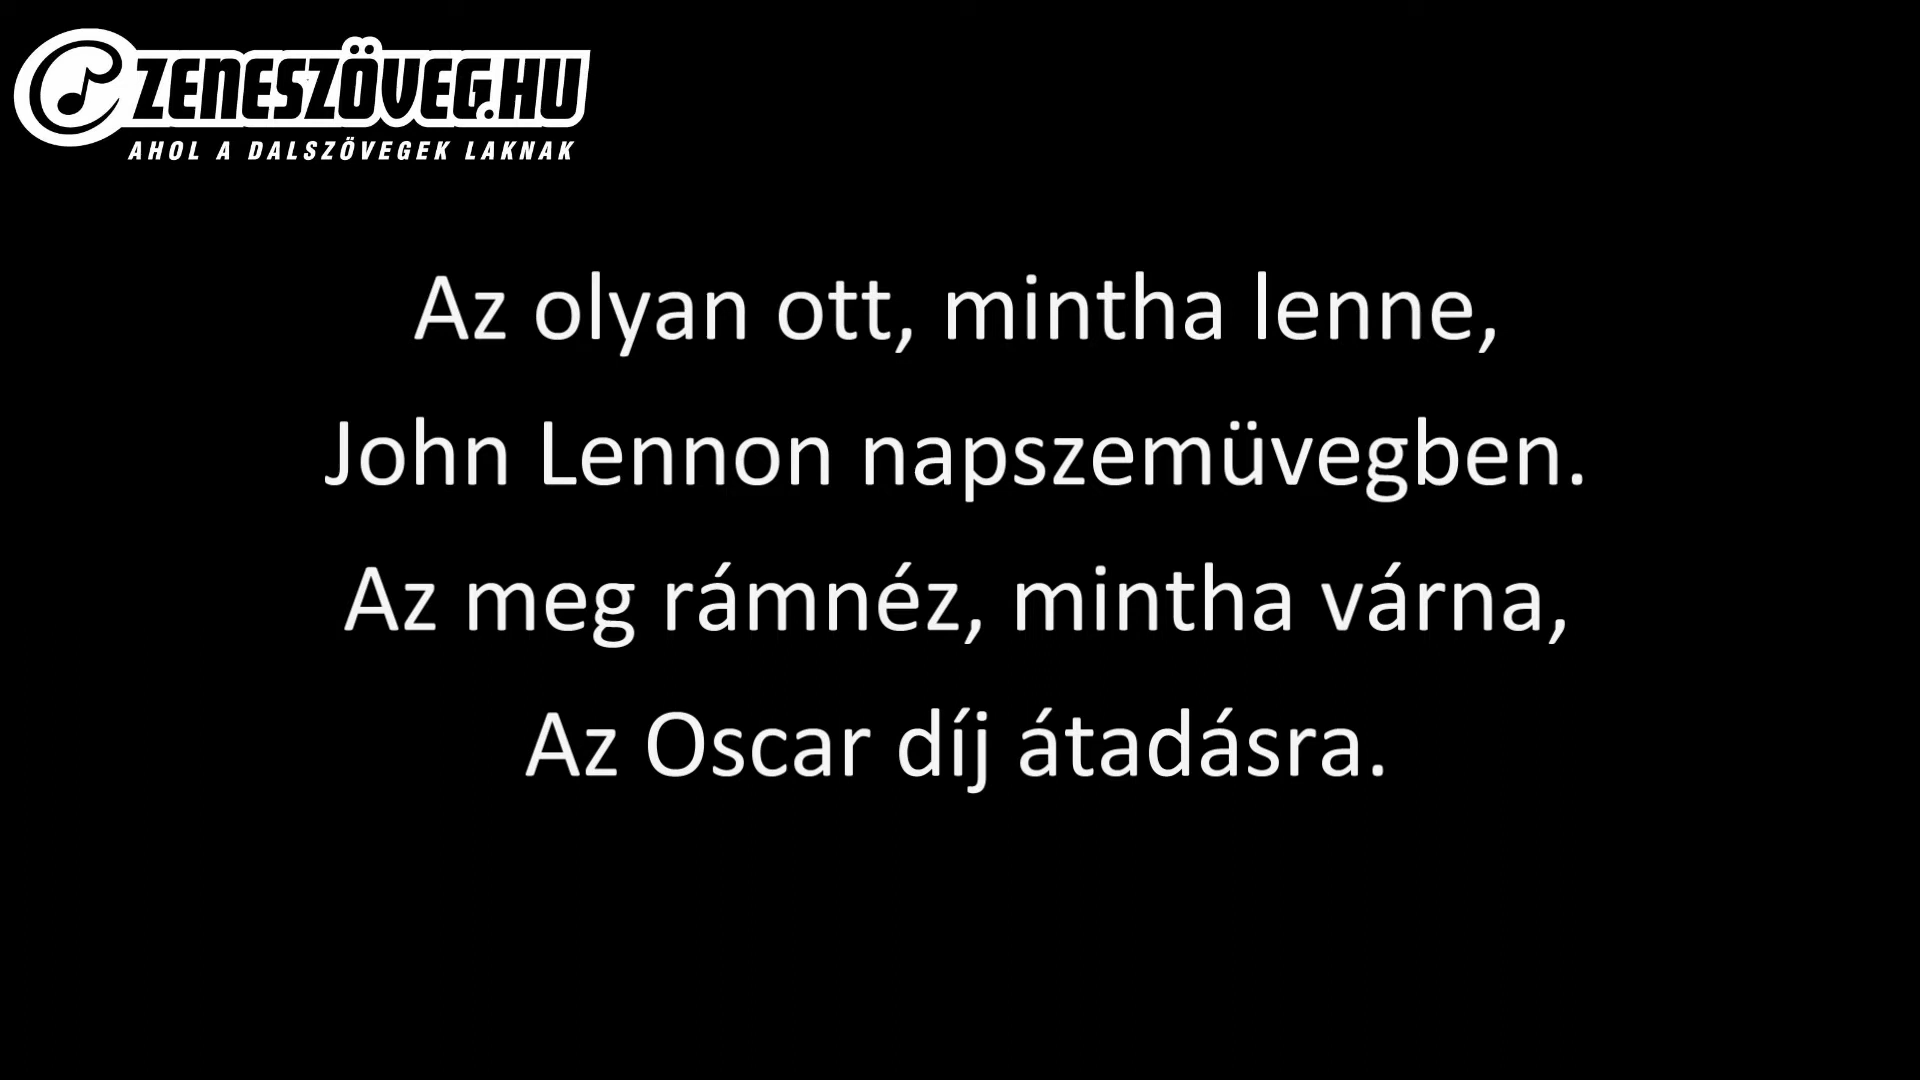 ZENESZÖVEG.HU
AHOL A DALSZÖVEGEK LAKNAK
Az olyan ott, mintha lenne,
John Lennon napszemüvegben.
Az meg rámnéz, mintha várna,
Az Oscar díj átadásra.